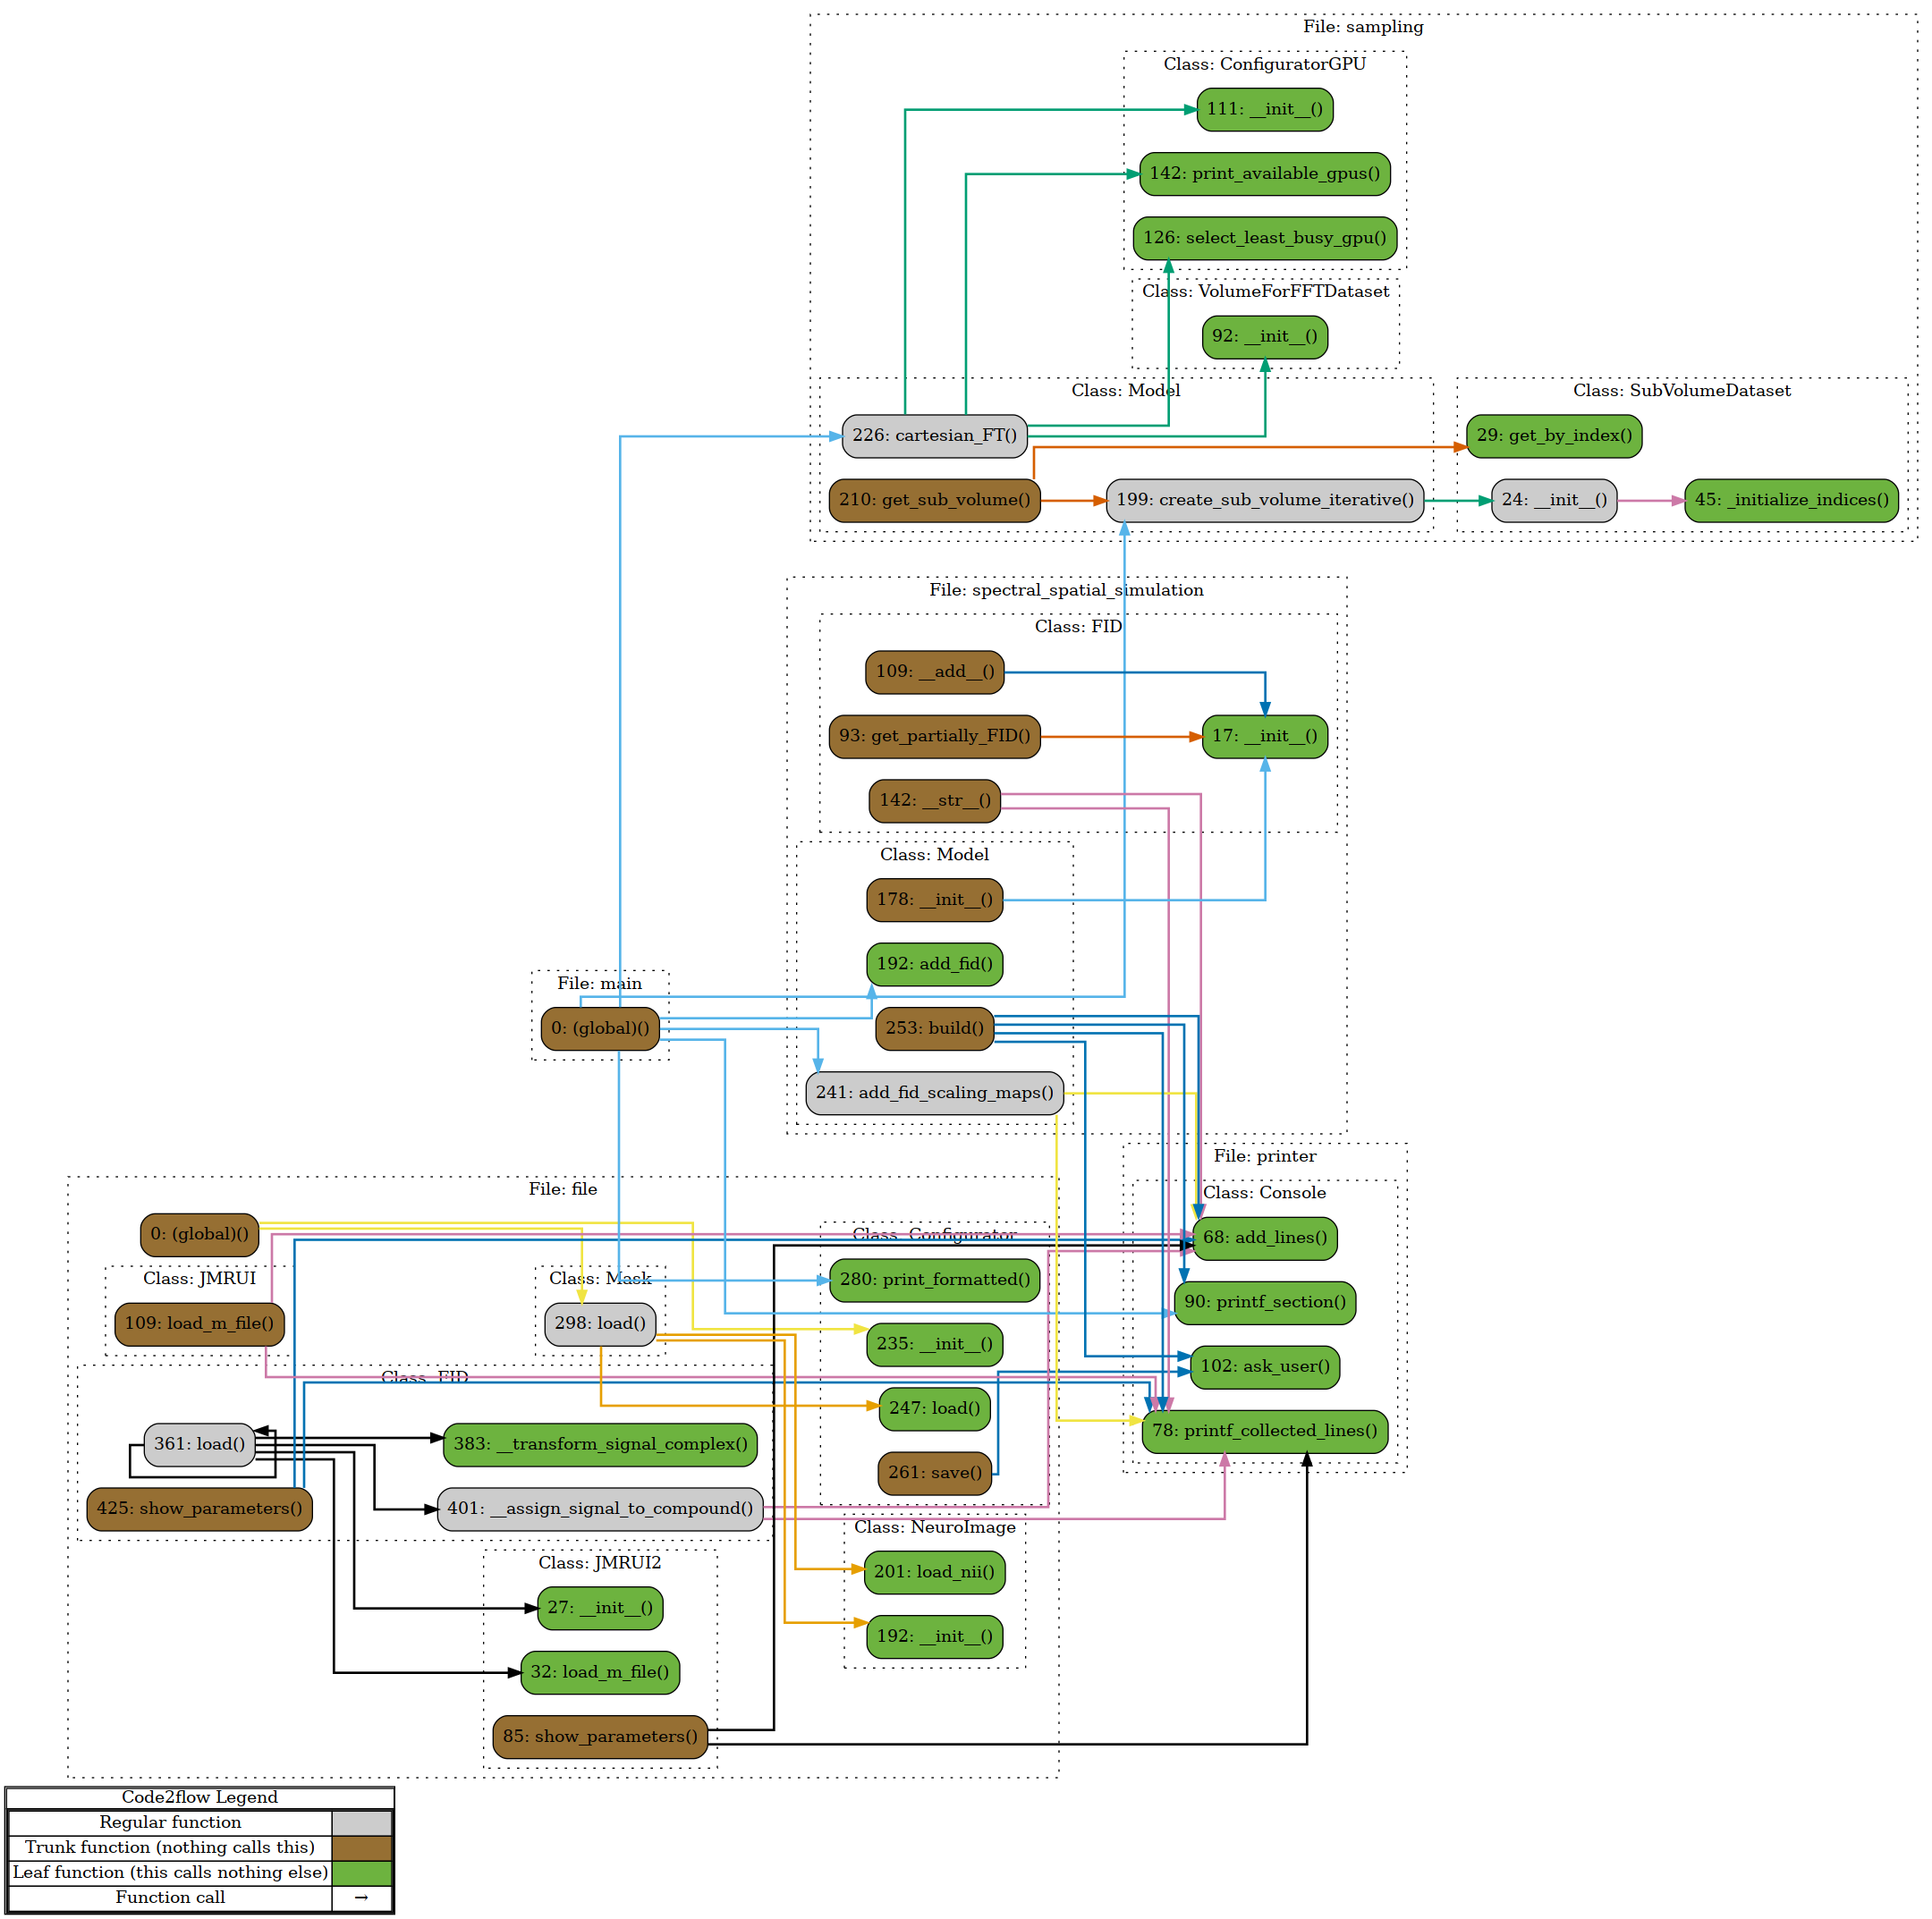 File: sampling
Class: ConfiguratorGPU
111: __init__()
142: print_available_gpus()
126: select_least_busy_gpu()
Class: VolumeForFFTDataset
92: __init__()
Class: Model
226: cartesian_FT()
210: get_sub_volume()
199: create_sub_volume_iterative()
Class: SubVolumeDataset
29: get_by_index()
24: __init__()
45: _initialize_indices()
File: spectral_spatial_simulation
Class: FID
109: __add__()
93: get_partially_FID()
17: __init__()
142: __str__()
Class: Model
178: __init__()
192: add_fid()
253: build()
241: add_fid_scaling_maps()
File: main
0: (global)()
File: printer
Class: Console
68: add_lines()
90: printf_section()
102: ask_user()
78: printf_collected_lines()
File: file
0: (global)()
Class: JMRUI
109: load_m_file()
Class: Mask
298: load()
Class: Configurator
280: print_formatted()
235: __init__()
247: load()
261: save()
Class: FID
361: load()
383: __transform_signal_complex()
425: show_parameters()
401: __assign_signal_to_compound()
Class: NeuroImage
201: load_nii()
192: __init__()
Class: JMRUI2
27: __init__()
32: load_m_file()
85: show_parameters()
Code2flow Legend
Regular function
Trunk function (nothing calls this)
Leaf function (this calls nothing else)
Function call →